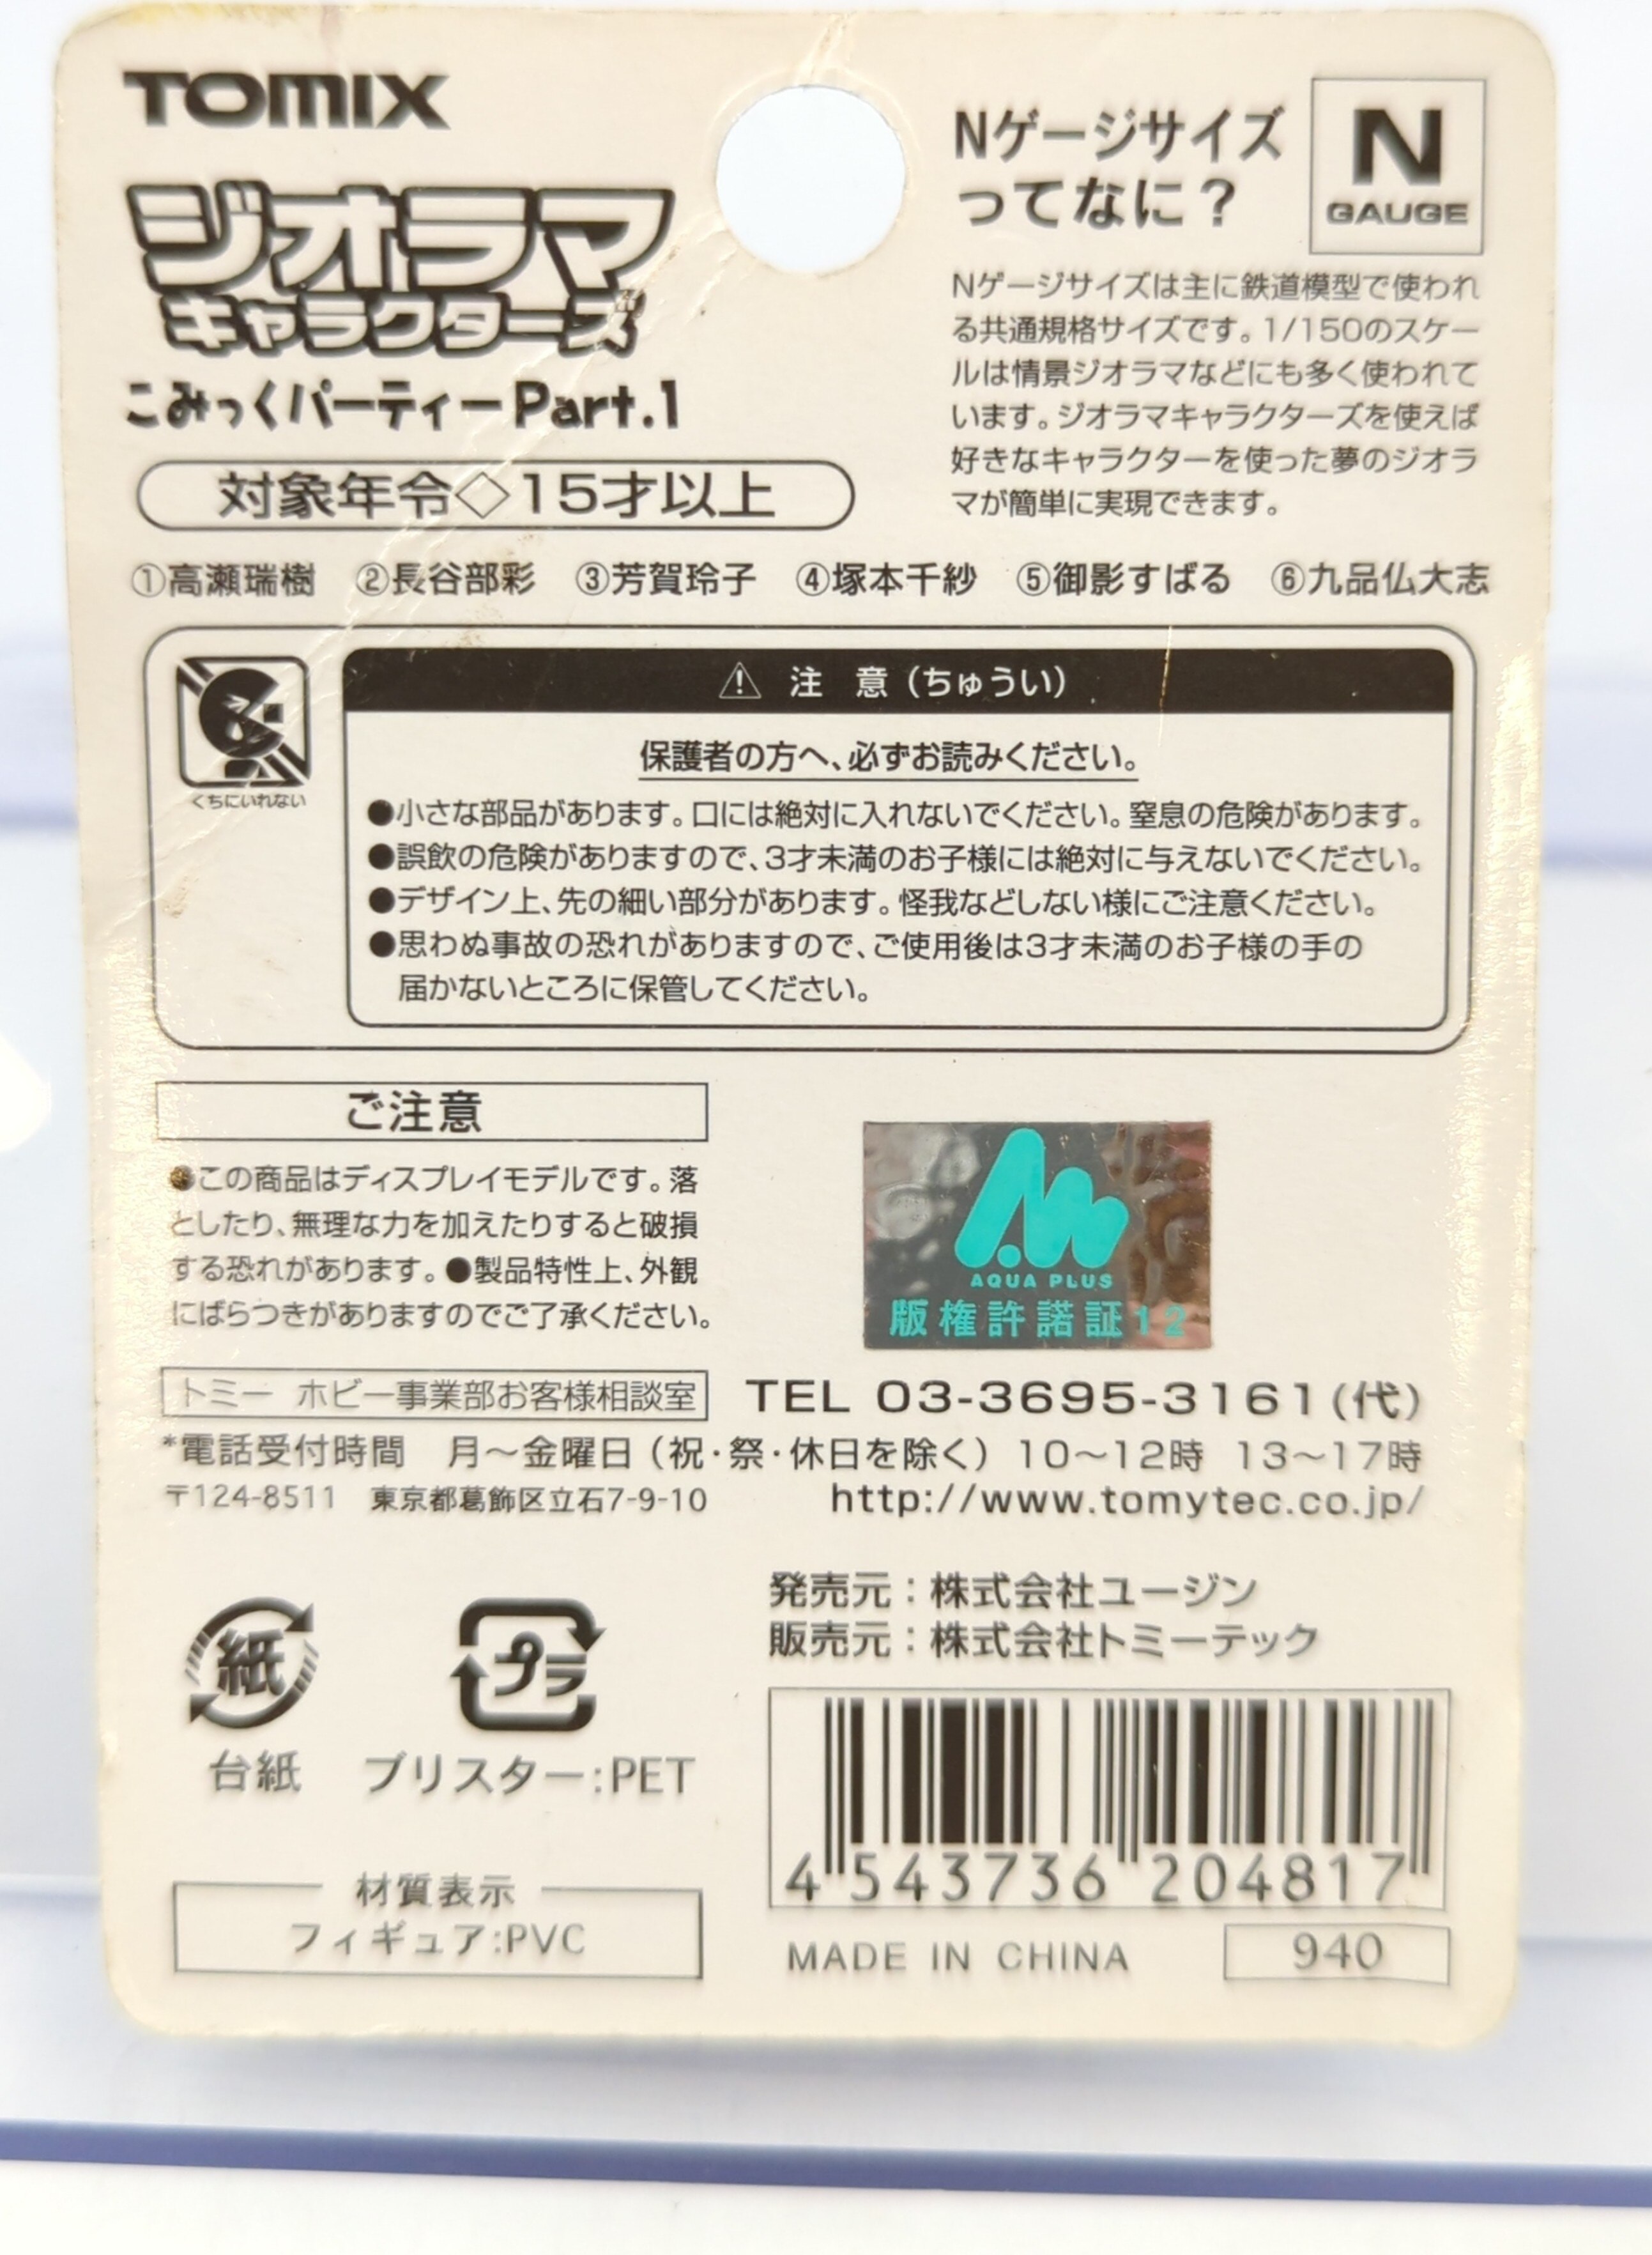 TOMIX
ジオラマ
キャラクターズ
こみっくパーティーPart.1
対象年令◇15才以上
Nゲージサイズ
ってなに？
N
GAUGE
Nゲージサイズは主に鉄道模型で使われ
る共通規格サイズです。1/150のスケー
ルは情景ジオラマなどにも多く使われて
います。ジオラマキャラクターズを使えば
好きなキャラクターを使った夢のジオラ
マが簡単に実現できます。
①高瀬瑞樹 ②長谷部彩 ③芳賀玲子 ④塚本千紗 ⑤御影すばる ⑥九品仏大志
くちにいれない
⚠ 注 意（ちゅうい）
保護者の方へ、必ずお読みください。
●小さな部品があります。口には絶対に入れないでください。窒息の危険があります。
●誤飲の危険がありますので、3才未満のお子様には絶対に与えないでください。
●デザイン上、先の細い部分があります。怪我などしない様にご注意ください。
●思わぬ事故の恐れがありますので、ご使用後は3才未満のお子様の手の
届かないところに保管してください。
ご注意
●この商品はディスプレイモデルです。落
としたり、無理な力を加えたりすると破損
する恐れがあります。●製品特性上、外観
にばらつきがありますのでご了承ください。
AQUA PLUS
版権許諾証12
トミー ホビー事業部お客様相談室 TEL 03-3695-3161(代)
*電話受付時間 月〜金曜日（祝・祭・休日を除く）10〜12時 13〜17時
〒124-8511 東京都葛飾区立石7-9-10 http://www.tomytec.co.jp/
紙
台紙
プラ
ブリスター:PET
発売元：株式会社ユージン
販売元：株式会社トミーテック
材質表示
フィギュア:PVC
4 543736 204817
MADE IN CHINA 940